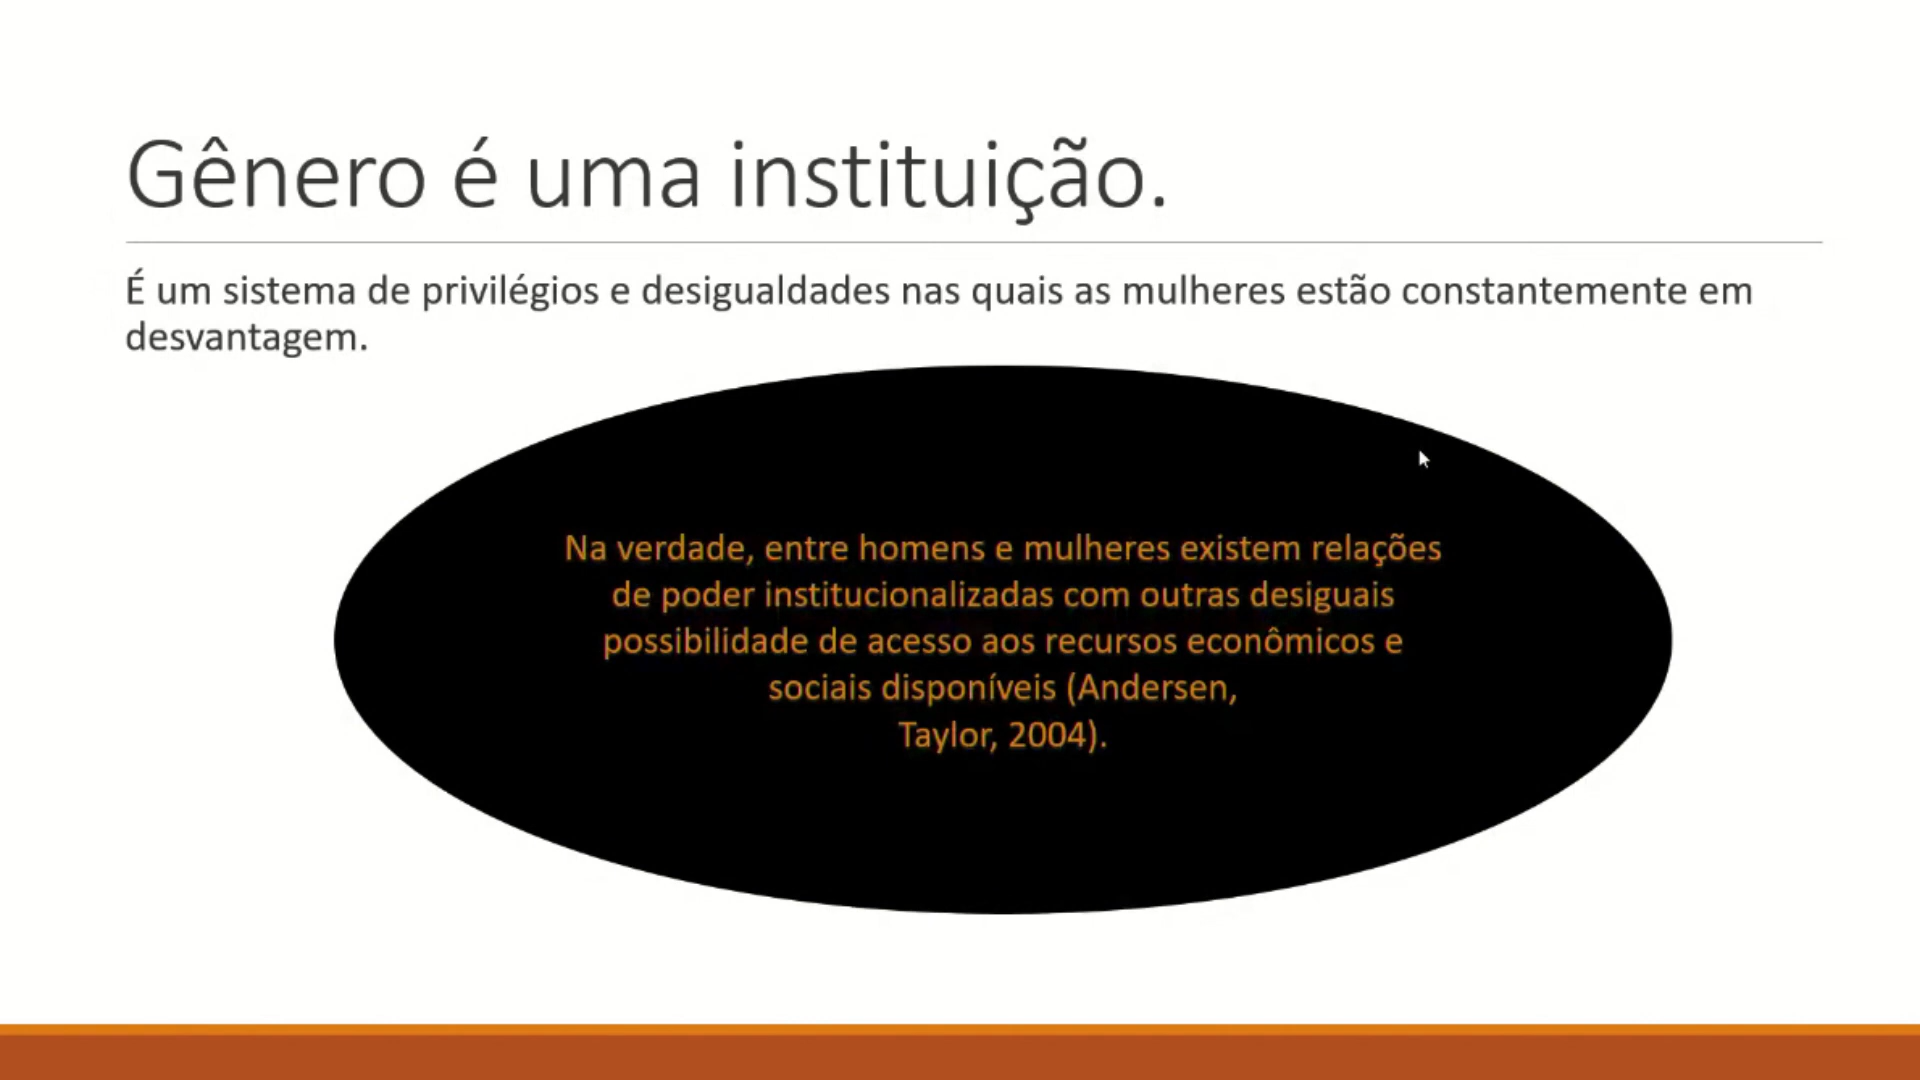 Gênero é uma instituição.
É um sistema de privilégios e desigualdades nas quais as mulheres estão constantemente em
desvantagem.
Na verdade, entre homens e mulheres existem relações
de poder institucionalizadas com outras desiguais
possibilidade de acesso aos recursos econômicos e
sociais disponíveis (Andersen,
Taylor, 2004).